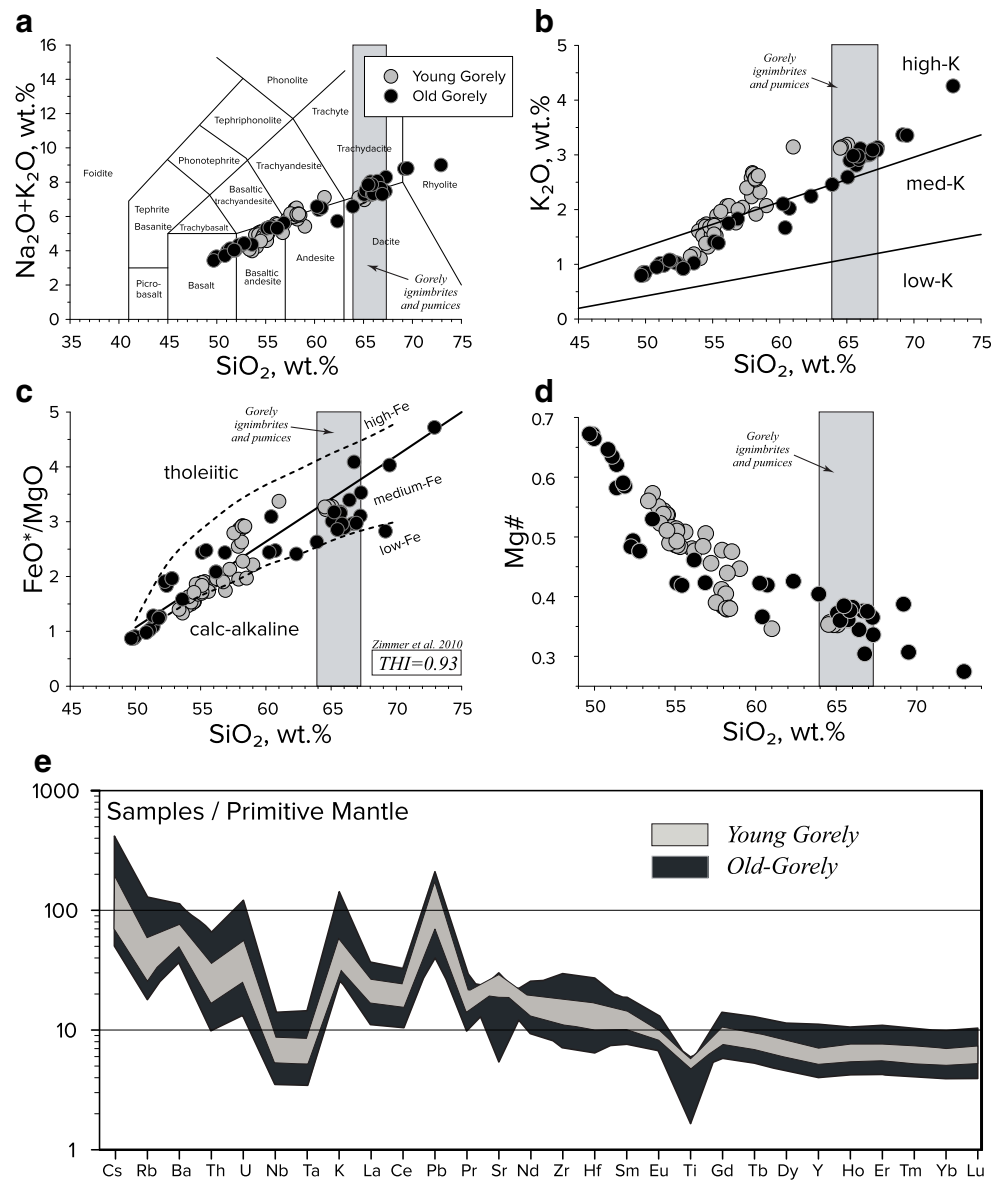 a
Na₂O+K₂O, wt.%
16
14
12
10
8
6
4
2
0
35 40 45 50 55 60 65 70 75
SiO₂, wt.%
Young Gorely
Old Gorely
Phonolite
Tephriphonolite
Trachyte
Phonotephrite
Trachyandesite
Trachydacite
Foidite
Basaltic
trachyandesite
Rhyolite
Tephrite
Basanite
Trachybasalt
Dacite
Andesite
Basaltic
andesite
Basalt
Picro-
basalt
Gorely
ignimbrites
and pumices
b
K₂O, wt.%
5
4
3
2
1
0
45 50 55 60 65 70 75
SiO₂, wt.%
Gorely
ignimbrites
and pumices
high-K
med-K
low-K
c
FeO*/MgO
5
4
3
2
1
0
45 50 55 60 65 70 75
SiO₂, wt.%
Gorely
ignimbrites
and pumices
high-Fe
tholeiitic
medium-Fe
low-Fe
calc-alkaline
Zimmer et al. 2010
THI=0.93
d
Mg#
0.7
0.6
0.5
0.4
0.3
50 55 60 65 70
SiO₂, wt.%
Gorely
ignimbrites
and pumices
e
1000
100
10
1
Samples / Primitive Mantle
Young Gorely
Old-Gorely
Cs Rb Ba Th U Nb Ta K La Ce Pb Pr Sr Nd Zr Hf Sm Eu Ti Gd Tb Dy Y Ho Er Tm Yb Lu